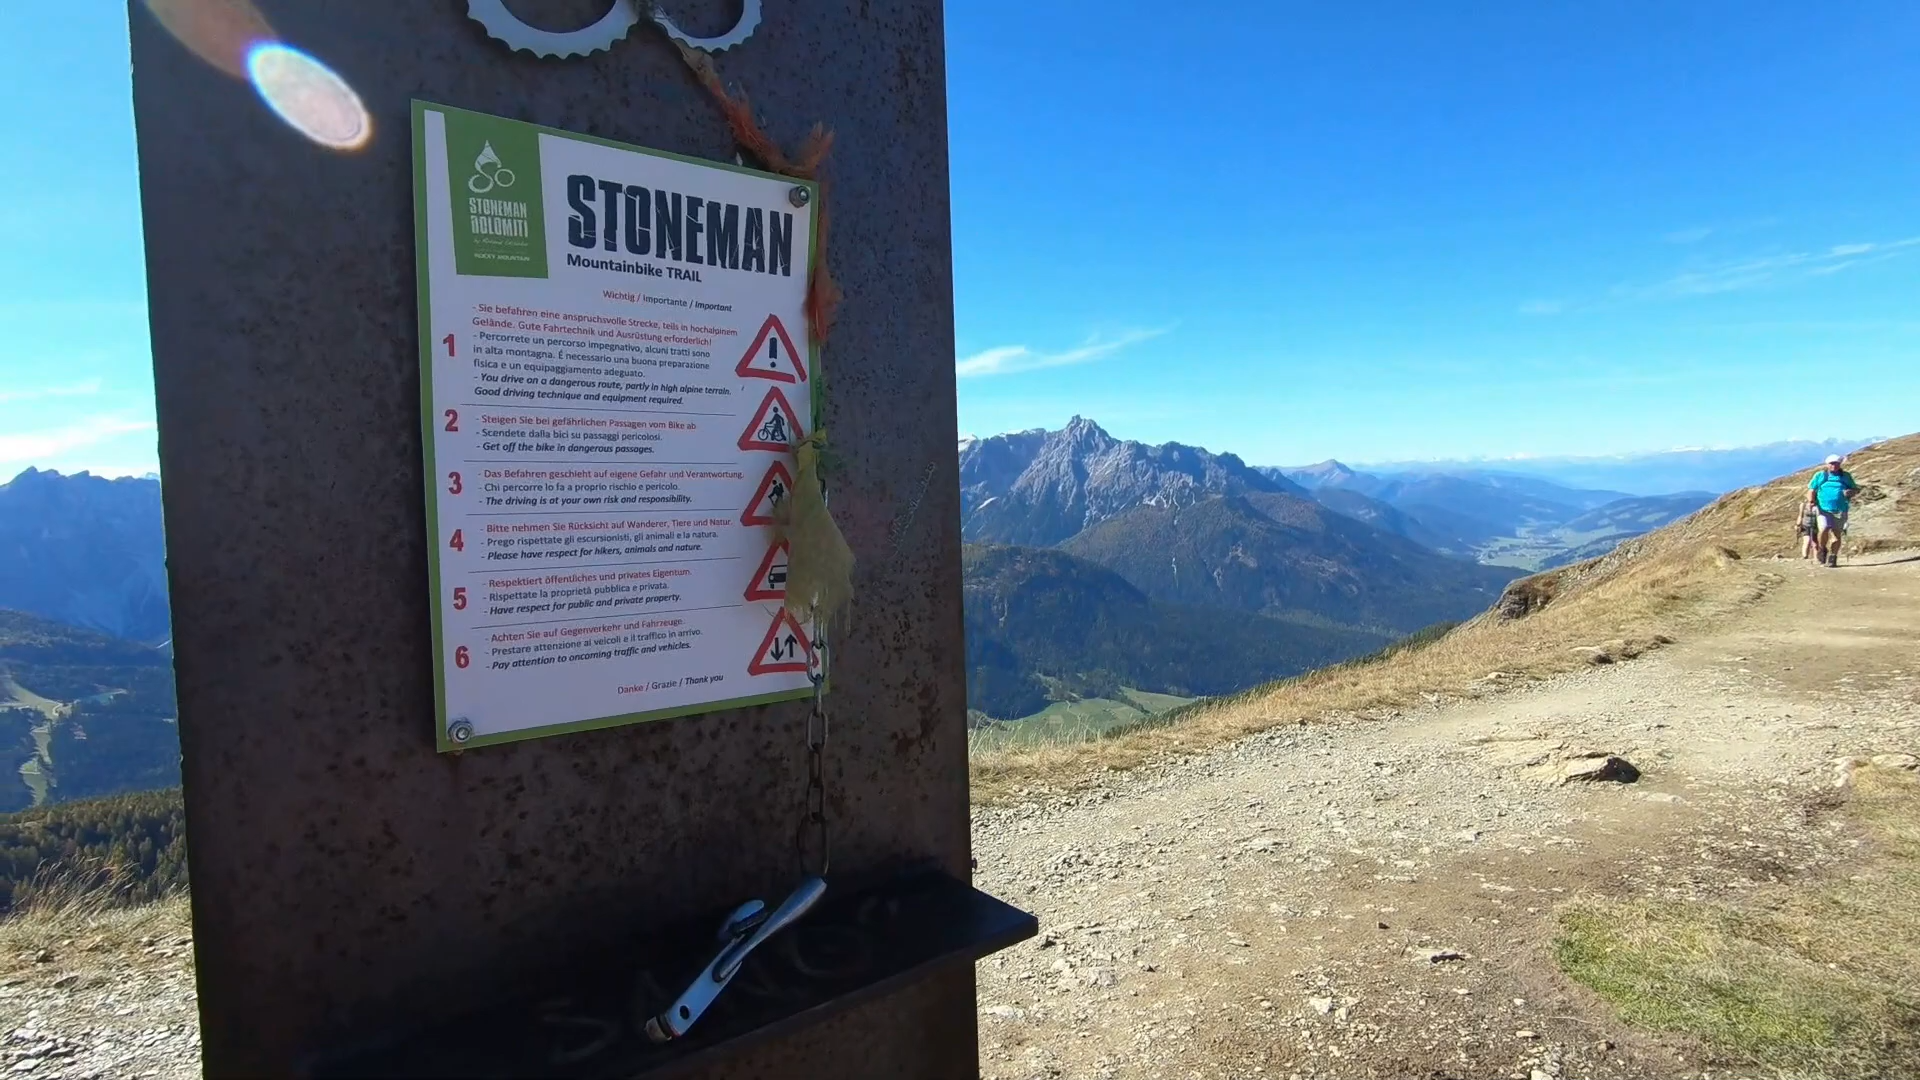 STONEMAN
DOLOMITI
ROCKY MOUNTAIN
STONEMAN
Mountainbike TRAIL
Wichtig / Importante / Important
1
- Sie befahren eine anspruchsvolle Strecke, teils in hochalpinem
Gelände. Gute Fahrtechnik und Ausrüstung erforderlich!
- Percorrete un percorso impegnativo, alcuni tratti sono
in alta montagna. É necessario una buona preparazione
fisica e un equipaggiamento adeguato.
- You drive on a dangerous route, partly in high alpine terrain.
Good driving technique and equipment required.
2
- Steigen Sie bei gefährlichen Passagen vom Bike ab
- Scendete dalla bici su passaggi pericolosi.
- Get off the bike in dangerous passages.
3
- Das Befahren geschieht auf eigene Gefahr und Verantwortung.
- Chi percorre lo fa a proprio rischio e pericolo.
- The driving is at your own risk and responsibility.
4
- Bitte nehmen Sie Rücksicht auf Wanderer, Tiere und Natur.
- Prego rispettate gli escursionisti, gli animali e la natura.
- Please have respect for hikers, animals and nature.
5
- Respektiert öffentliches und privates Eigentum.
- Rispettate la proprietà pubblica e privata.
- Have respect for public and private property.
6
- Achten Sie auf Gegenverkehr und Fahrzeuge.
- Prestare attenzione ai veicoli e il traffico in arrivo.
- Pay attention to oncoming traffic and vehicles.
Danke / Grazie / Thank you